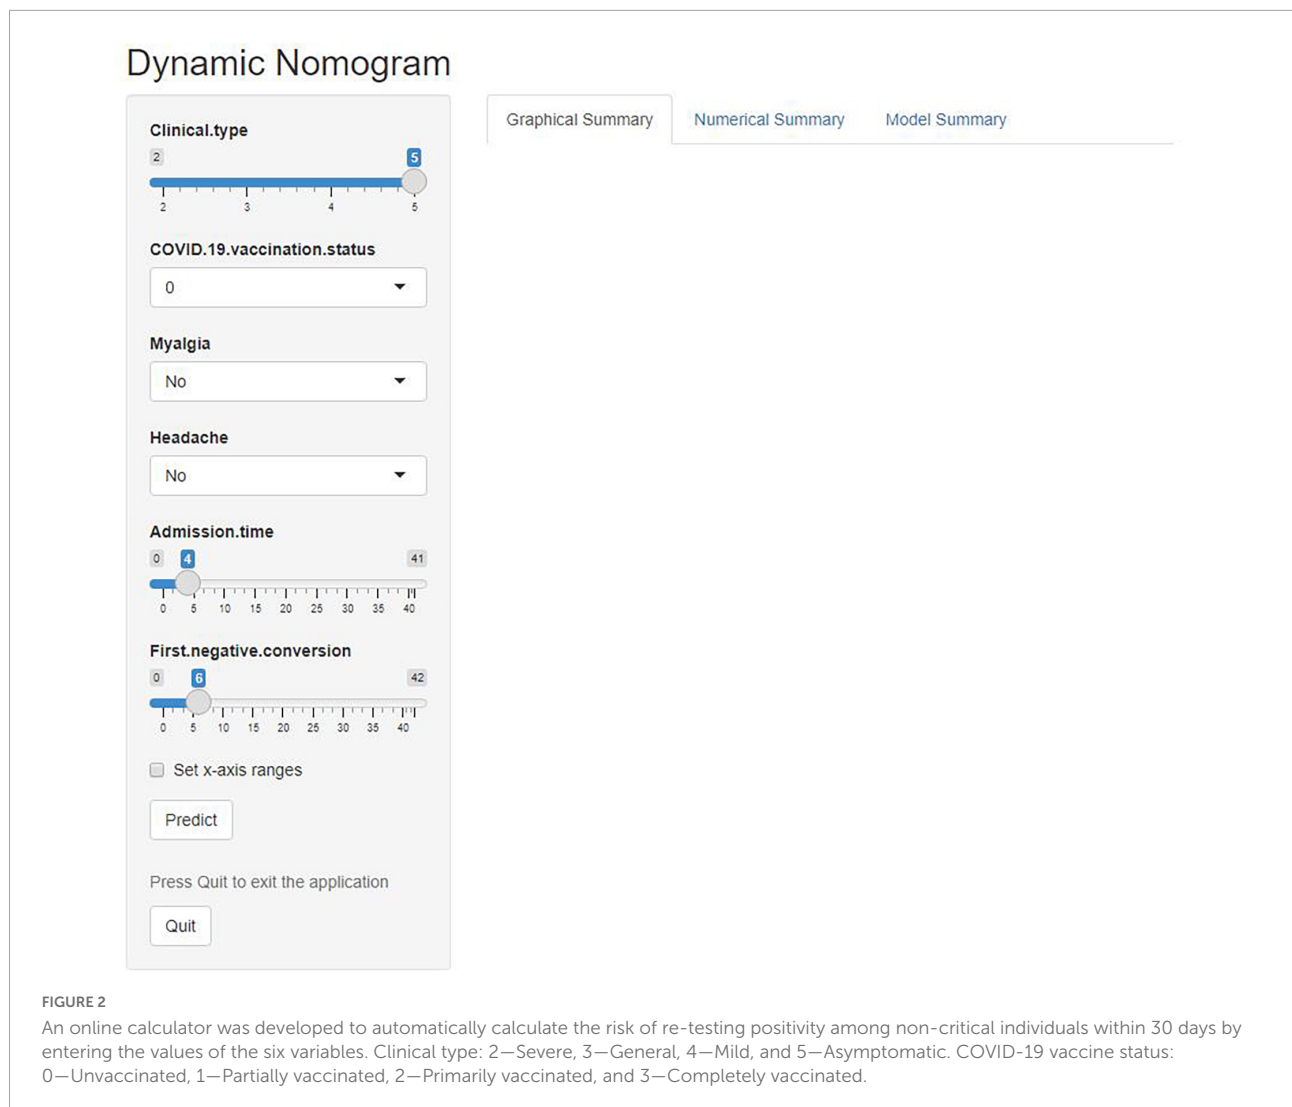 Dynamic Nomogram
Clinical.type
2 5
2 3 4 5
COVID.19.vaccination.status
0
Myalgia
No
Headache
No
Admission.time
0 4 41
0 5 10 15 20 25 30 35 40
First.negative.conversion
0 6 42
0 5 10 15 20 25 30 35 40
Set x-axis ranges
Predict
Press Quit to exit the application
Quit
Graphical Summary Numerical Summary Model Summary
FIGURE 2
An online calculator was developed to automatically calculate the risk of re-testing positivity among non-critical individuals within 30 days by
entering the values of the six variables. Clinical type: 2—Severe, 3—General, 4—Mild, and 5—Asymptomatic. COVID-19 vaccine status:
0—Unvaccinated, 1—Partially vaccinated, 2—Primarily vaccinated, and 3—Completely vaccinated.